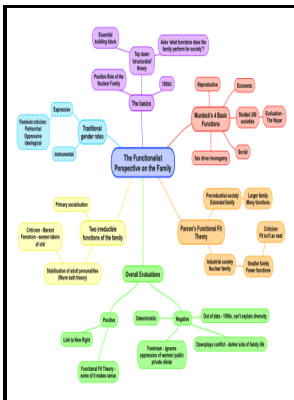 Essential
building block
Asks 'what functions does the
family perform for society'?
Top down
'structuralist'
theory
Positive Role of the
Nuclear Family
1950s!
The basics
Reproductive
Economic
Murdock's 4 Basic
Functions
Studied 250
societies
Evaluation -
The Nayar
Social
Sex drive monogamy
Expressive
Feminist criticism:
Patriarchal
Oppressive
Ideological
Traditional
gender roles
Instrumental
The Functionalist
Perspective on the Family
Pre-industrial society
Extended family
Larger family
Many functions
Parson's Functional Fit
Theory
Criticism
Fit isn't as neat
Industrial society
Nuclear family
Smaller family
Fewer functions
Primary socialisation
Two irreducible
functions of the family
Criticism - Marxist
Feminism - women takers
of shit
Stabilisation of adult personalities
(Warm bath theory)
Overall Evaluations
Positive
Link to New Right
Functional Fit Theory -
some of it makes sense
Deterministic
Negative
Out of date - 1950s, can't explain diversity
Downplays conflict - darker side of family life
Feminism - ignores
oppression of women/ public
private divide